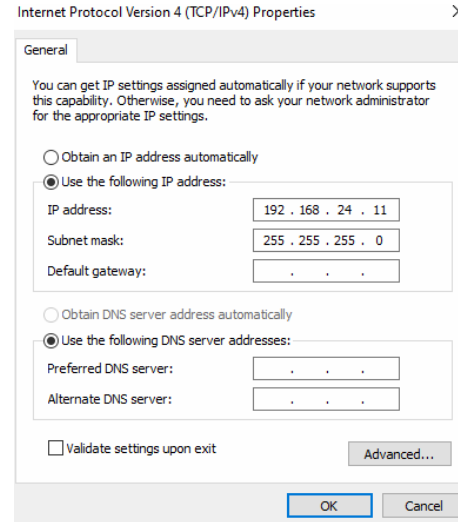 Internet Protocol Version 4 (TCP/IPv4) Properties
General
You can get IP settings assigned automatically if your network supports
this capability. Otherwise, you need to ask your network administrator
for the appropriate IP settings.
Obtain an IP address automatically
Use the following IP address:
IP address: 192 . 168 . 24 . 11
Subnet mask: 255 . 255 . 255 . 0
Default gateway: . . .
Obtain DNS server address automatically
Use the following DNS server addresses:
Preferred DNS server: . . .
Alternate DNS server: . . .
Validate settings upon exit
Advanced...
OK Cancel